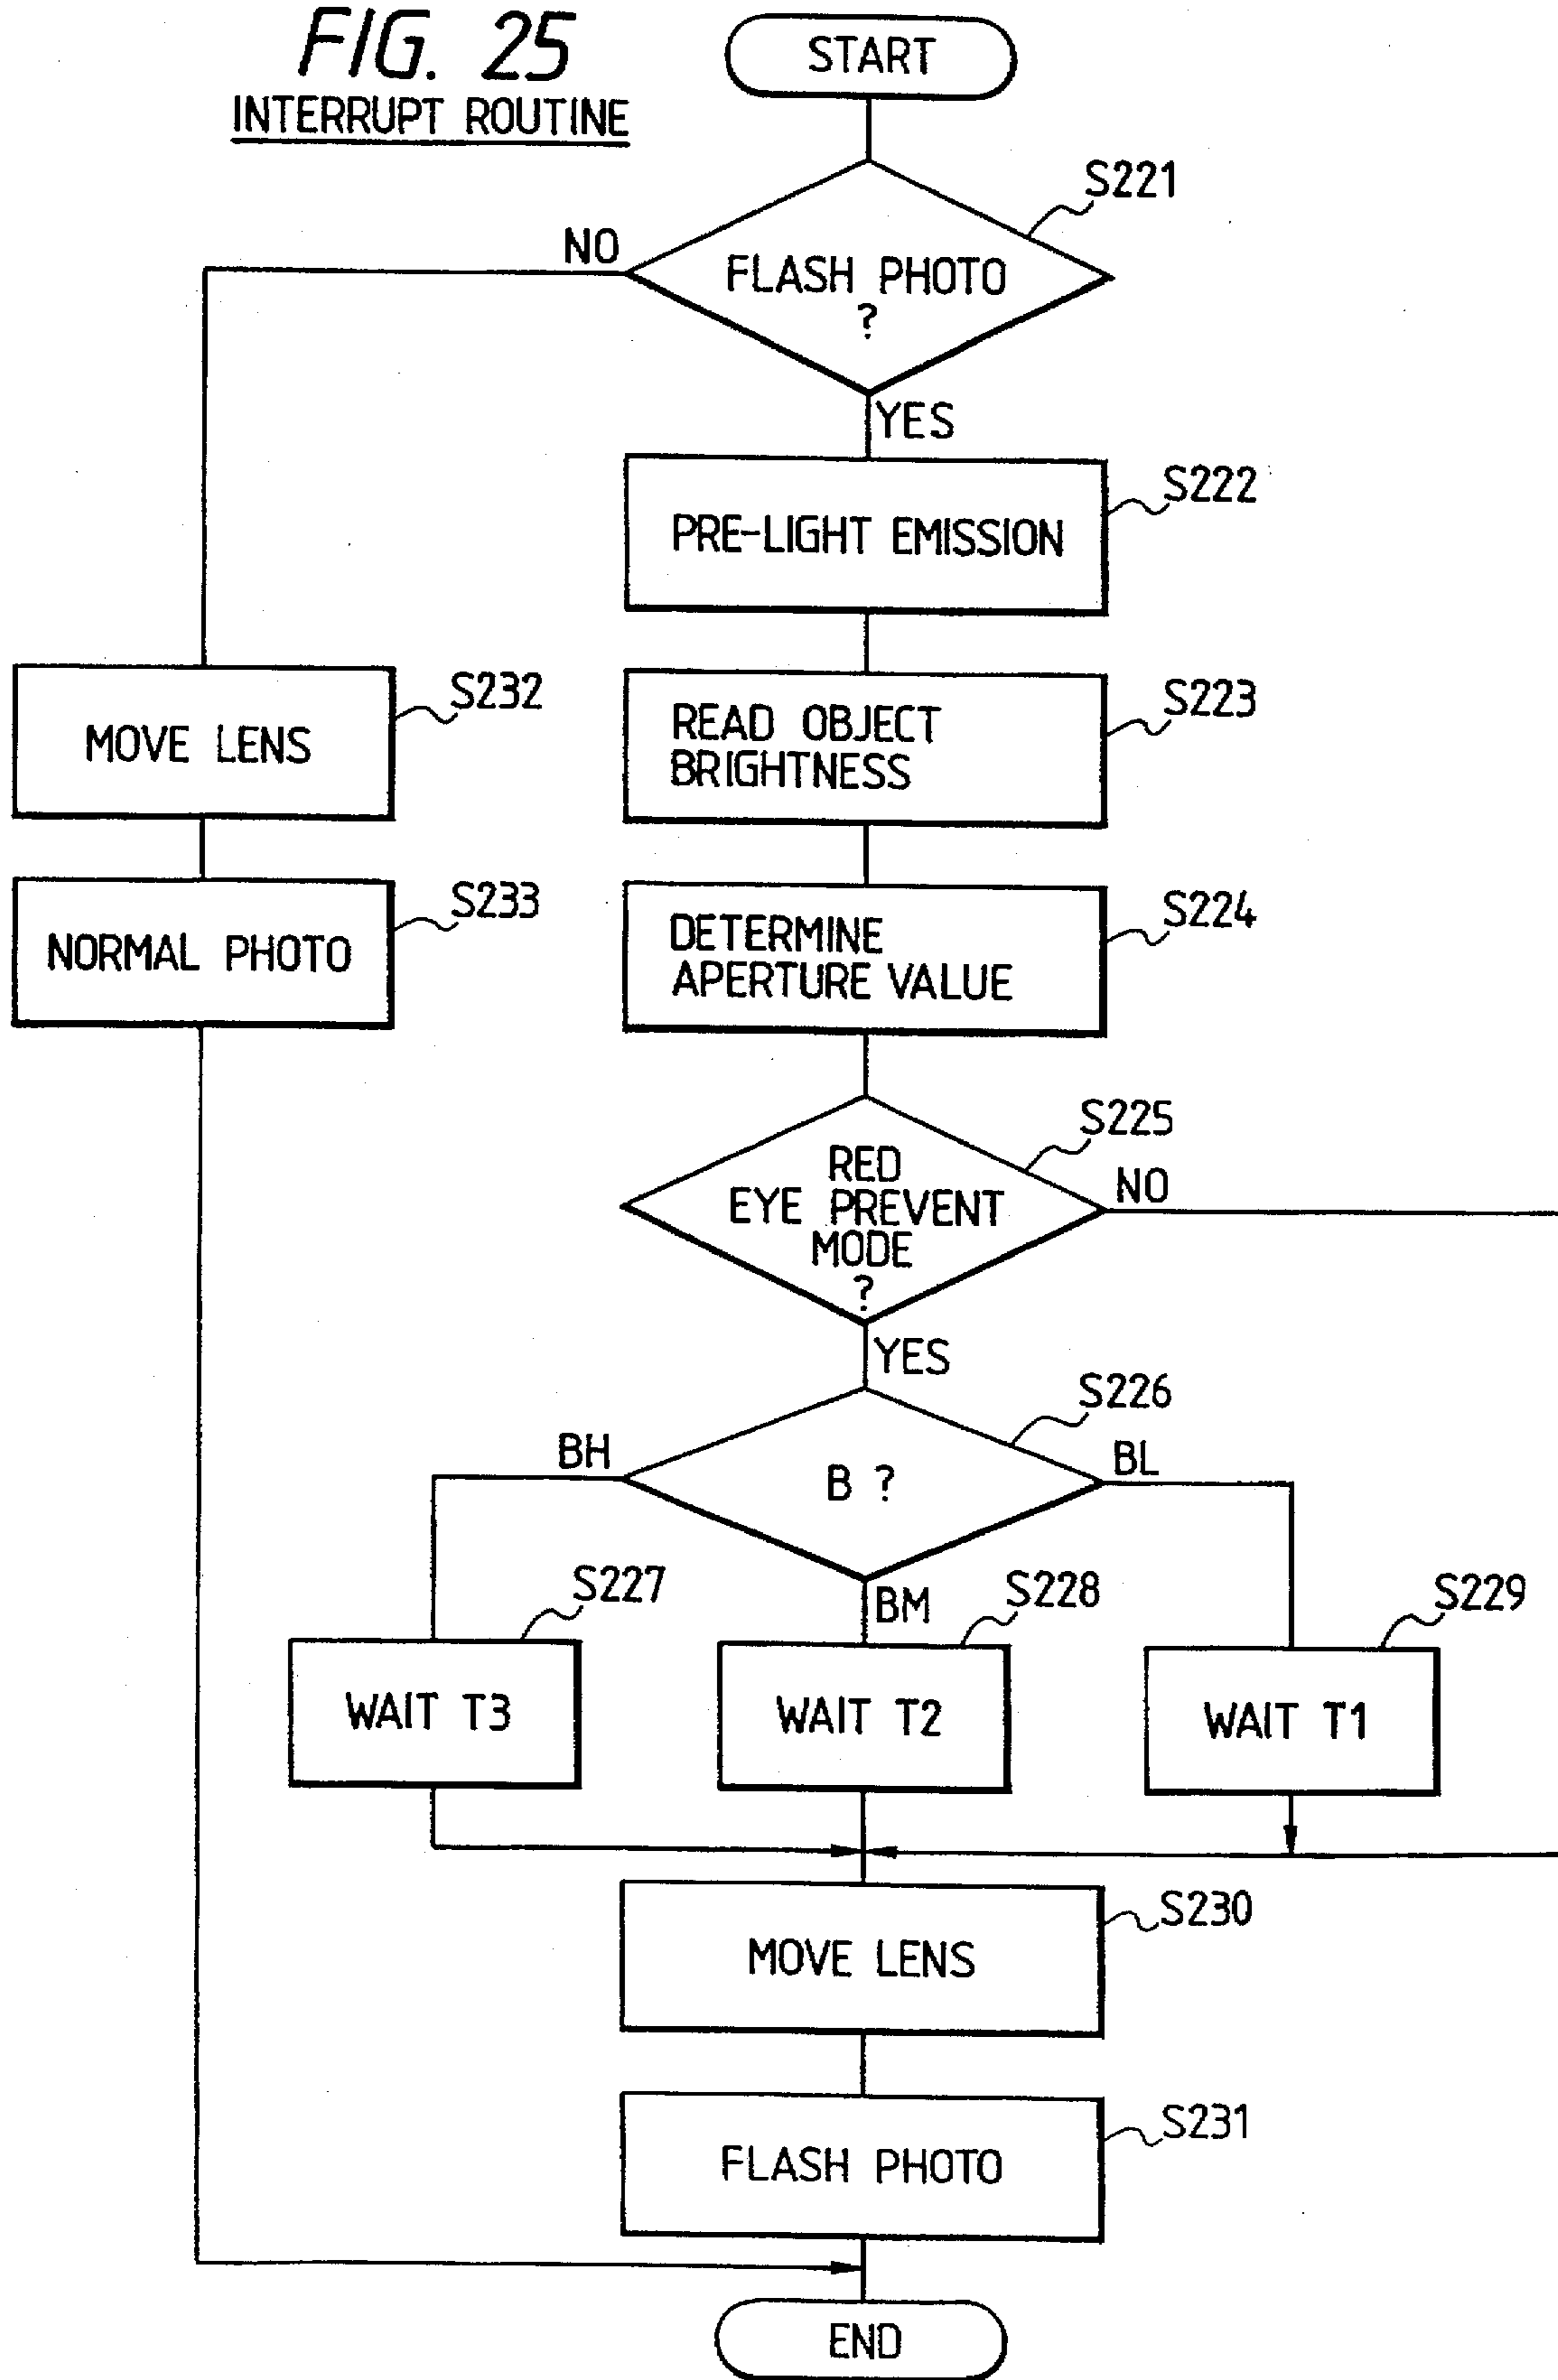 FIG. 25
INTERRUPT ROUTINE
START
S221
NO
FLASH PHOTO
?
YES
S222
PRE-LIGHT EMISSION
S232
MOVE LENS
S223
READ OBJECT
BRIGHTNESS
S233
NORMAL PHOTO
S224
DETERMINE
APERTURE VALUE
S225
RED
EYE PREVENT
MODE
?
NO
YES
S226
BH
B ?
BL
S227
BM
S228
S229
WAIT T3
WAIT T2
WAIT T1
S230
MOVE LENS
S231
FLASH PHOTO
END